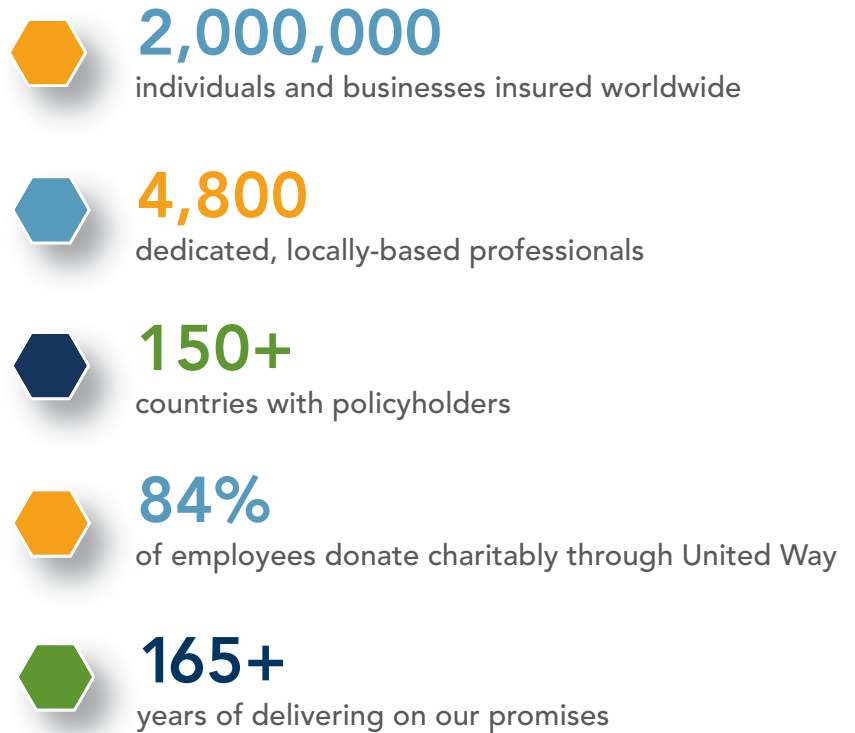 2,000,000
individuals and businesses insured worldwide
4,800
dedicated, locally-based professionals
150+
countries with policyholders
84%
of employees donate charitably through United Way
165+
years of delivering on our promises